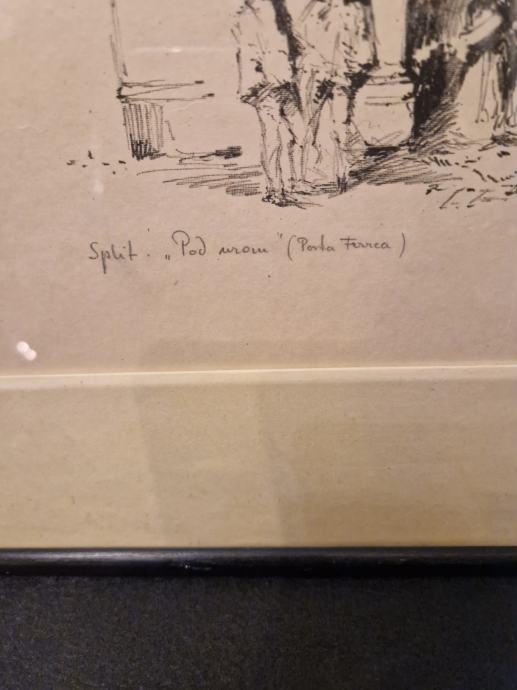 Split: „Pod urom" (Porta Ferrea)